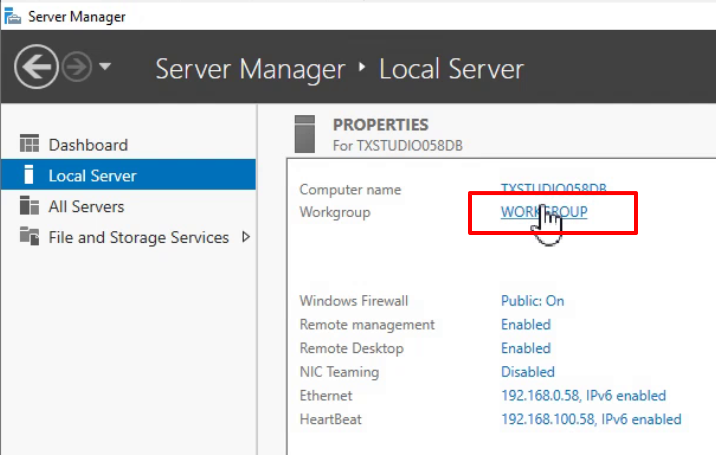 Server Manager
Server Manager ‣ Local Server
Dashboard
Local Server
All Servers
File and Storage Services
PROPERTIES
For TXSTUDIO058DB
Computer name TXSTUDIO058DB
Workgroup WORKGROUP
Windows Firewall Public: On
Remote management Enabled
Remote Desktop Enabled
NIC Teaming Disabled
Ethernet 192.168.0.58, IPv6 enabled
HeartBeat 192.168.100.58, IPv6 enabled